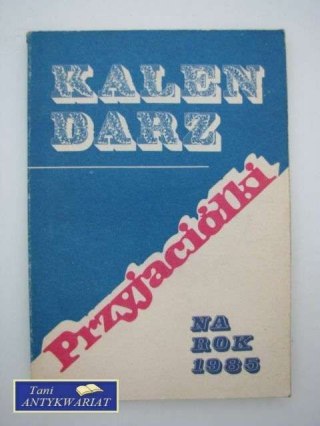 KALEN
DARZ
Przyjaciółki
NA
ROK
1985
Tani
ANTYKWARIAT